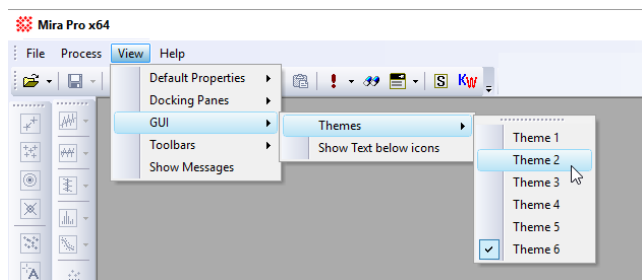 Mira Pro x64
File Process View Help
Default Properties
Docking Panes
GUI
Toolbars
Show Messages
S Kw
Themes
Show Text below icons
Theme 1
Theme 2
Theme 3
Theme 4
Theme 5
Theme 6
A